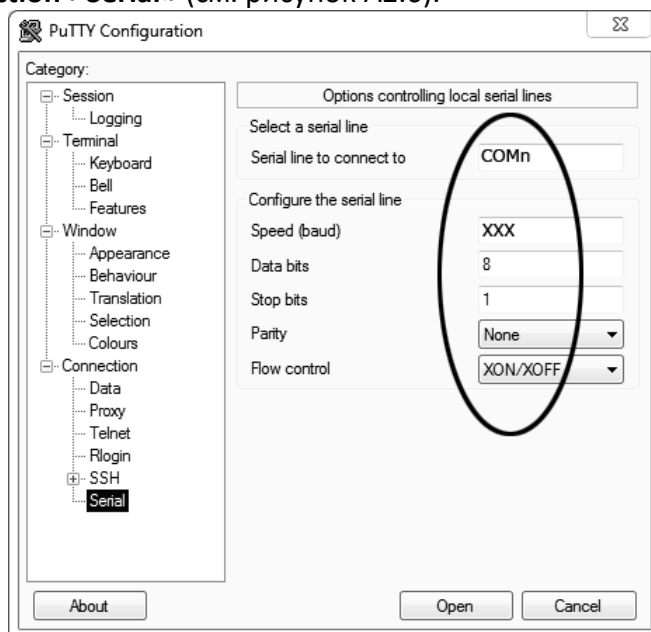 Serial» (см. рисунок
PuTTY Configuration
Category:
Session
Logging
Terminal
Keyboard
Bell
Features
Window
Appearance
Behaviour
Translation
Selection
Colours
Connection
Data
Proxy
Telnet
Rlogin
SSH
Serial
Options controlling local serial lines
Select a serial line
Serial line to connect to COMn
Configure the serial line
Speed (baud) XXX
Data bits 8
Stop bits 1
Parity None
Flow control XON/XOFF
About Open Cancel